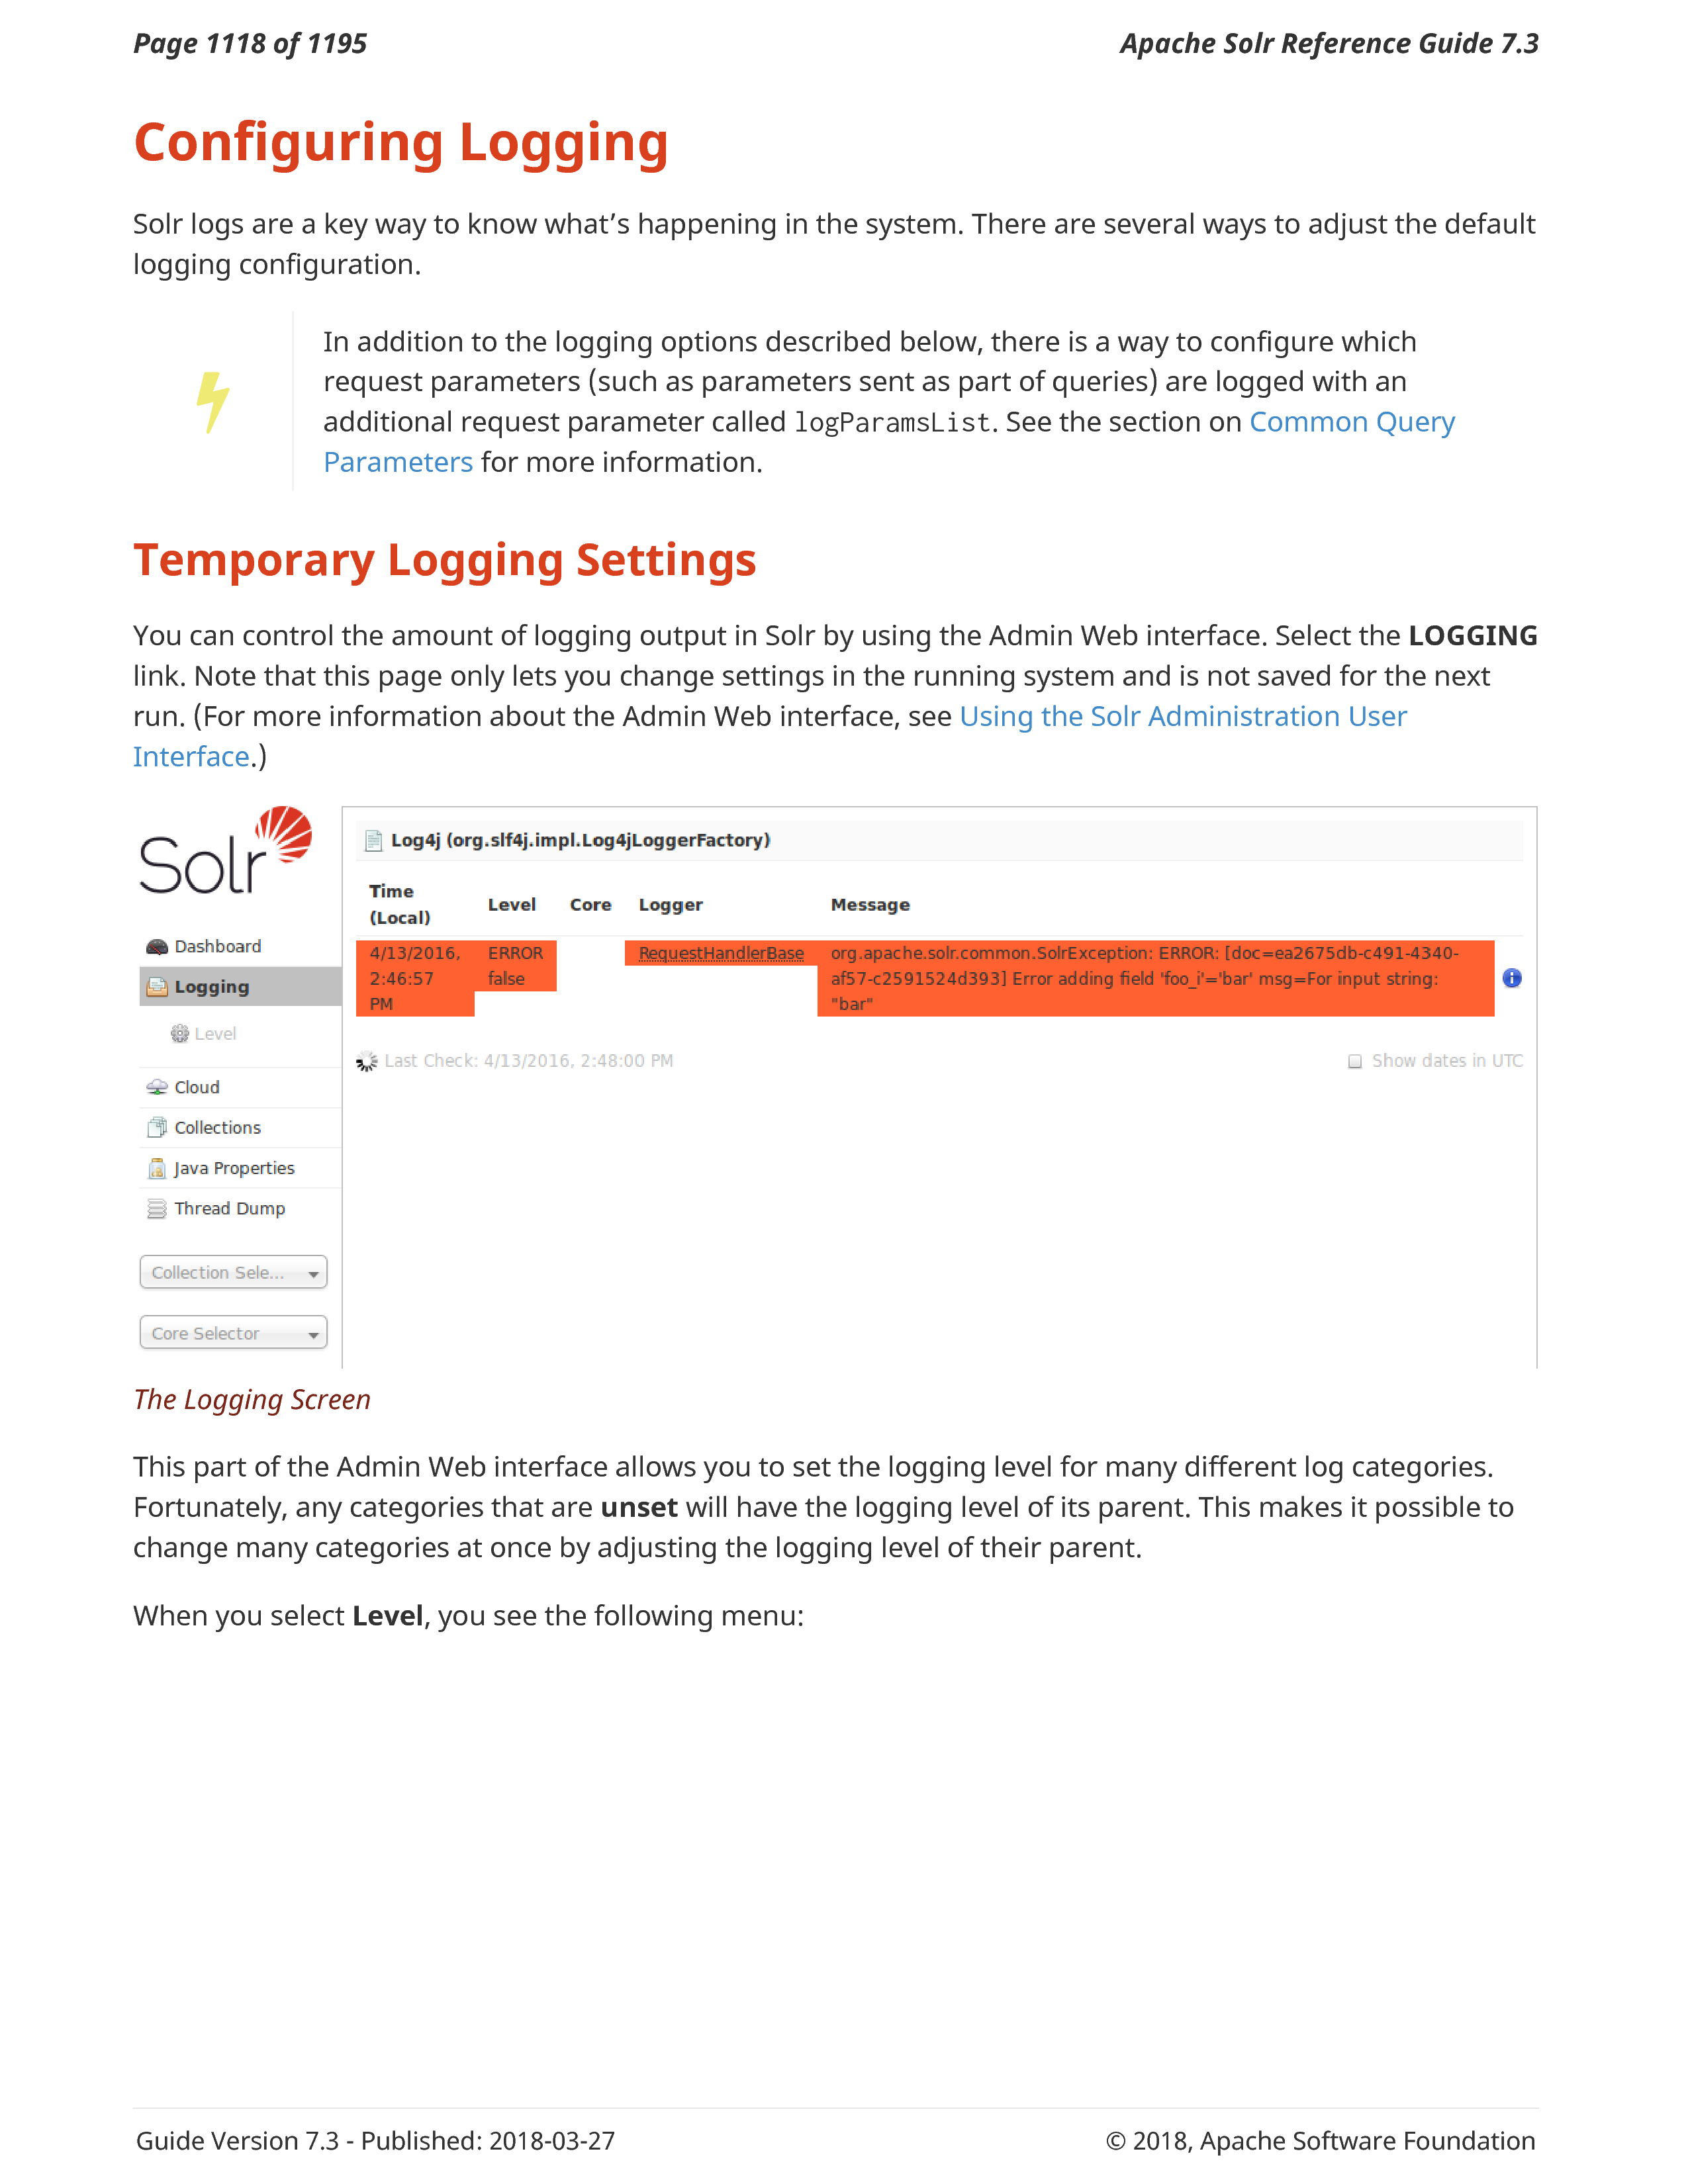 Page 1118 of 1195
Apache Solr Reference Guide 7.3
Configuring Logging
Solr logs are a key way to know what’s happening in the system. There are several ways to adjust the default
logging configuration.
In addition to the logging options described below, there is a way to configure which
request parameters (such as parameters sent as part of queries) are logged with an
additional request parameter called logParamsList. See the section on Common Query
Parameters for more information.
Temporary Logging Settings
You can control the amount of logging output in Solr by using the Admin Web interface. Select the LOGGING
link. Note that this page only lets you change settings in the running system and is not saved for the next
run. (For more information about the Admin Web interface, see Using the Solr Administration User
Interface.)
Solr
Dashboard
Logging
Level
Cloud
Collections
Java Properties
Thread Dump
Collection Sele...
Core Selector
Log4j (org.slf4j.impl.Log4jLoggerFactory)
Time
(Local)
Level
Core
Logger
Message
4/13/2016,
2:46:57
PM
ERROR
false
RequestHandlerBase
org.apache.solr.common.SolrException: ERROR: [doc=ea2675db-c491-4340-
af57-c2591524d393] Error adding field 'foo_i'='bar' msg=For input string:
"bar"
Last Check: 4/13/2016, 2:48:00 PM
Show dates in UTC
The Logging Screen
This part of the Admin Web interface allows you to set the logging level for many different log categories.
Fortunately, any categories that are unset will have the logging level of its parent. This makes it possible to
change many categories at once by adjusting the logging level of their parent.
When you select Level, you see the following menu:
Guide Version 7.3 - Published: 2018-03-27
© 2018, Apache Software Foundation